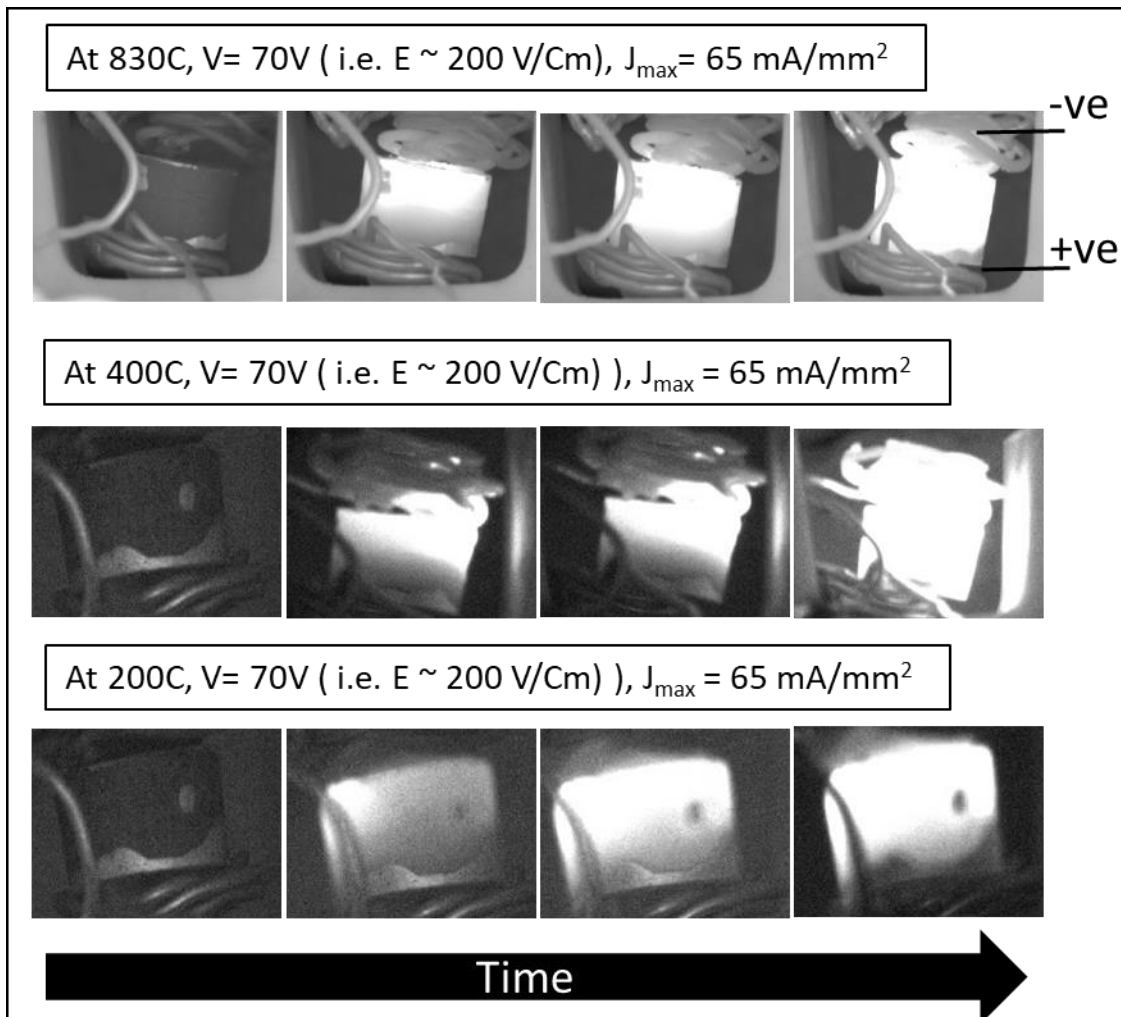 At 830C, V= 70V ( i.e. E ~ 200 V/Cm), Jmax= 65 mA/mm²
-ve
+ve
At 400C, V= 70V ( i.e. E ~ 200 V/Cm) ), Jmax = 65 mA/mm²
At 200C, V= 70V ( i.e. E ~ 200 V/Cm) ), Jmax = 65 mA/mm²
Time